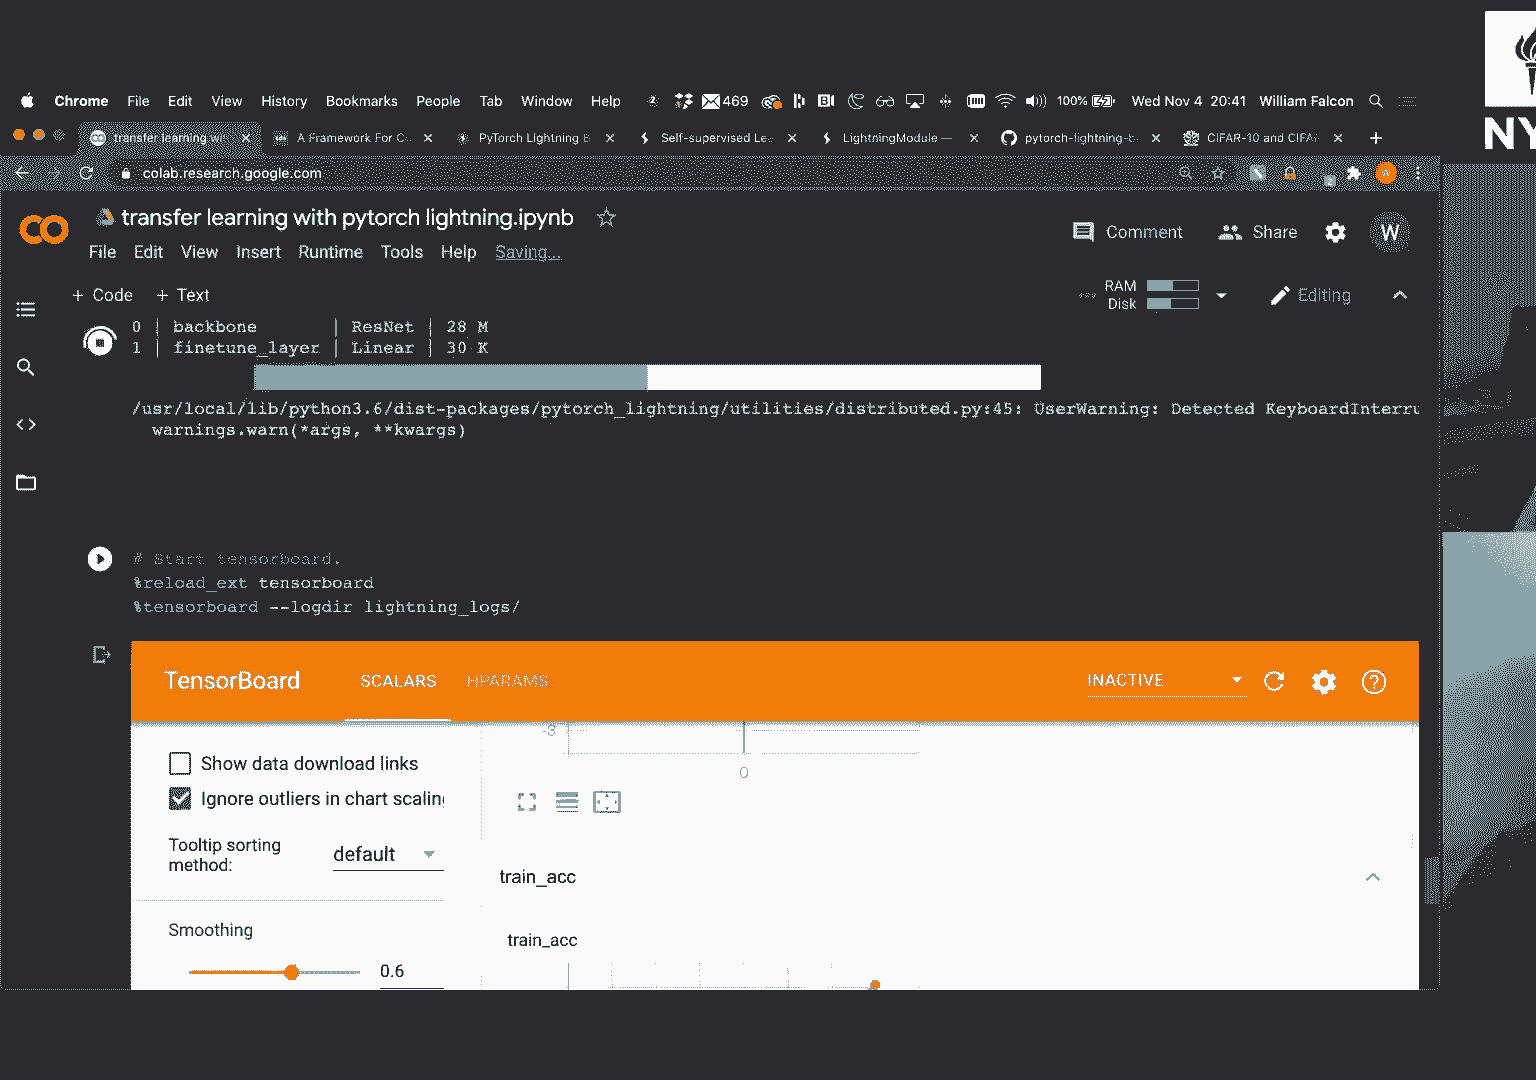 NY
Chrome File Edit View History Bookmarks People Tab Window Help 469 100% Wed Nov 4 20:41 William Falcon
transfer learning wi A Framework For C PyTorch Lightning Self-supervised Le LightningModule — pytorch-lightning-b CIFAR-10 and CIFA
colab.research.google.com
transfer learning with pytorch lightning.ipynb
File Edit View Insert Runtime Tools Help Saving...
Comment Share W
+ Code + Text
RAM
Disk
Editing
0 | backbone | ResNet | 28 M
1 | finetune_layer | Linear | 30 K
/usr/local/lib/python3.6/dist-packages/pytorch_lightning/utilities/distributed.py:45: UserWarning: Detected KeyboardInterru
warnings.warn(*args, **kwargs)
# Start tensorboard.
%reload_ext tensorboard
%tensorboard --logdir lightning_logs/
TensorBoard SCALARS HPARAMS INACTIVE
-3
0
Show data download links
Ignore outliers in chart scaling
Tooltip sorting
method:
default
train_acc
train_acc
Smoothing
0.6